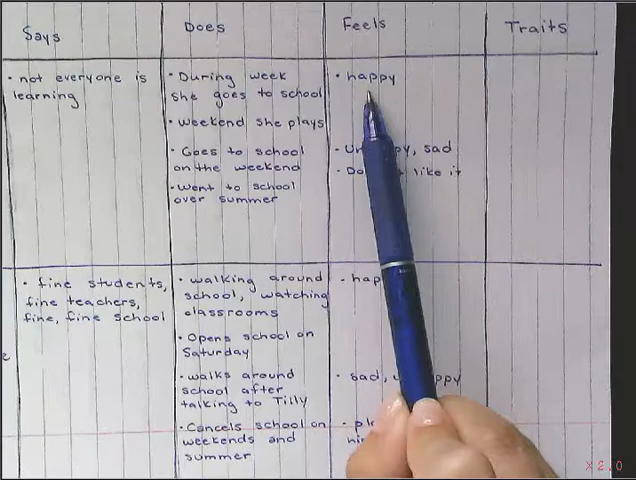 Says Does Feels Traits
• not everyone is
learning
• During week
she goes to school
• weekend she plays
• Goes to school
on the weekend
• Went to school
over summer
• happy
sad
like it
• fine students,
fine teachers,
fine, fine school
• walking around
school, watching
classrooms
• Opens school on
Saturday
• walks around
school after
talking to Tilly
• Cancels school on
weekends and
summer
• sad,
x2.0